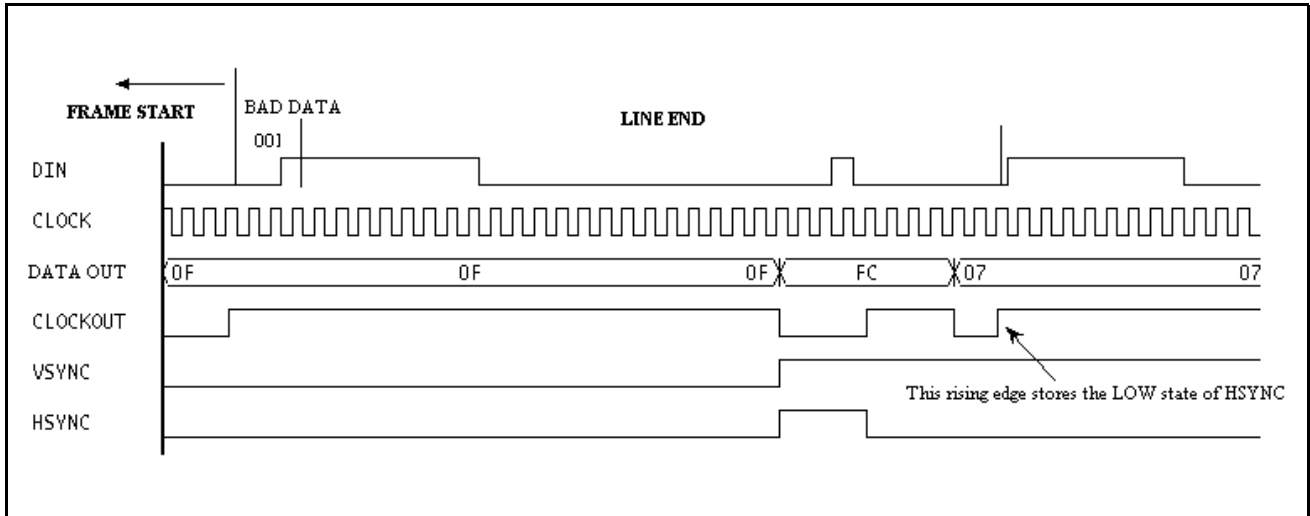 FRAME START
BAD DATA
001
LINE END
DIN
CLOCK
DATA OUT
0F 0F 0F FC 07 07
CLOCKOUT
VSYNC
This rising edge stores the LOW state of HSYNC
HSYNC